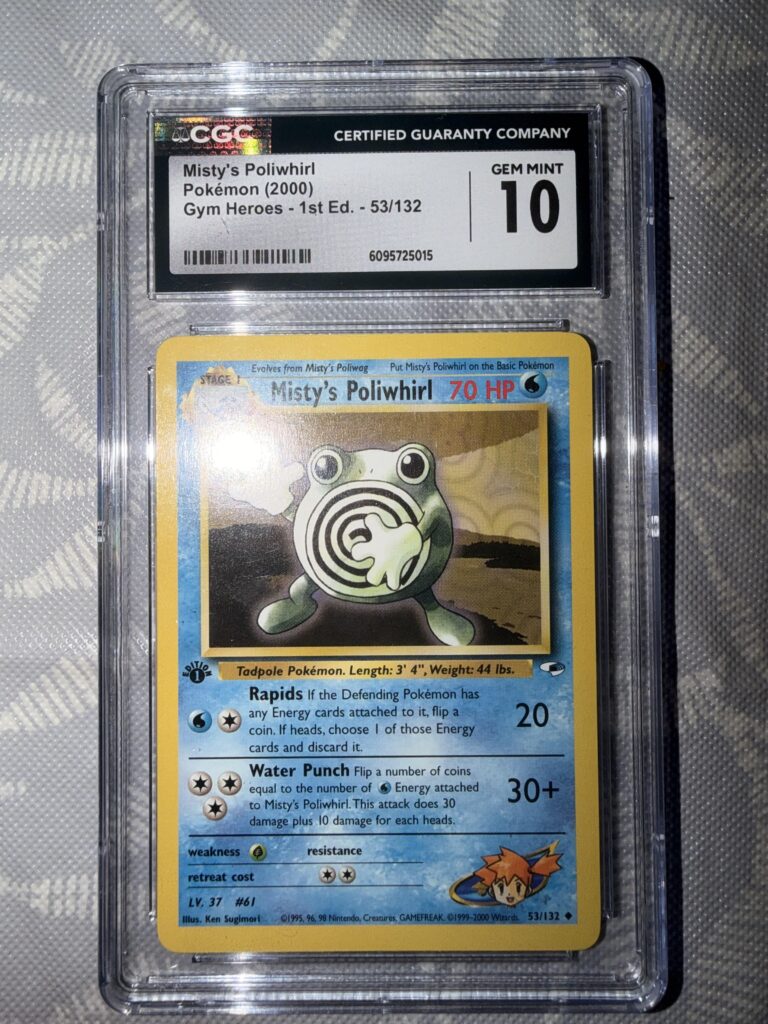 CGC
CERTIFIED GUARANTY COMPANY
Misty's Poliwhirl
Pokémon (2000)
Gym Heroes - 1st Ed. - 53/132
GEM MINT
10
6095725015
STAGE 1
Evolves from Misty's Poliwag
Put Misty's Poliwhirl on the Basic Pokémon
Misty's Poliwhirl 70 HP
EDITION
1
Tadpole Pokémon. Length: 3' 4", Weight: 44 lbs.
Rapids If the Defending Pokémon has
any Energy cards attached to it, flip a
coin. If heads, choose 1 of those Energy
cards and discard it.
20
Water Punch Flip a number of coins
equal to the number of Energy attached
to Misty's Poliwhirl. This attack does 30
damage plus 10 damage for each heads.
30+
weakness
resistance
retreat cost
LV. 37 #61
Illus. Ken Sugimori
©1995, 96, 98 Nintendo, Creatures, GAMEFREAK. ©1999-2000 Wizards.
53/132